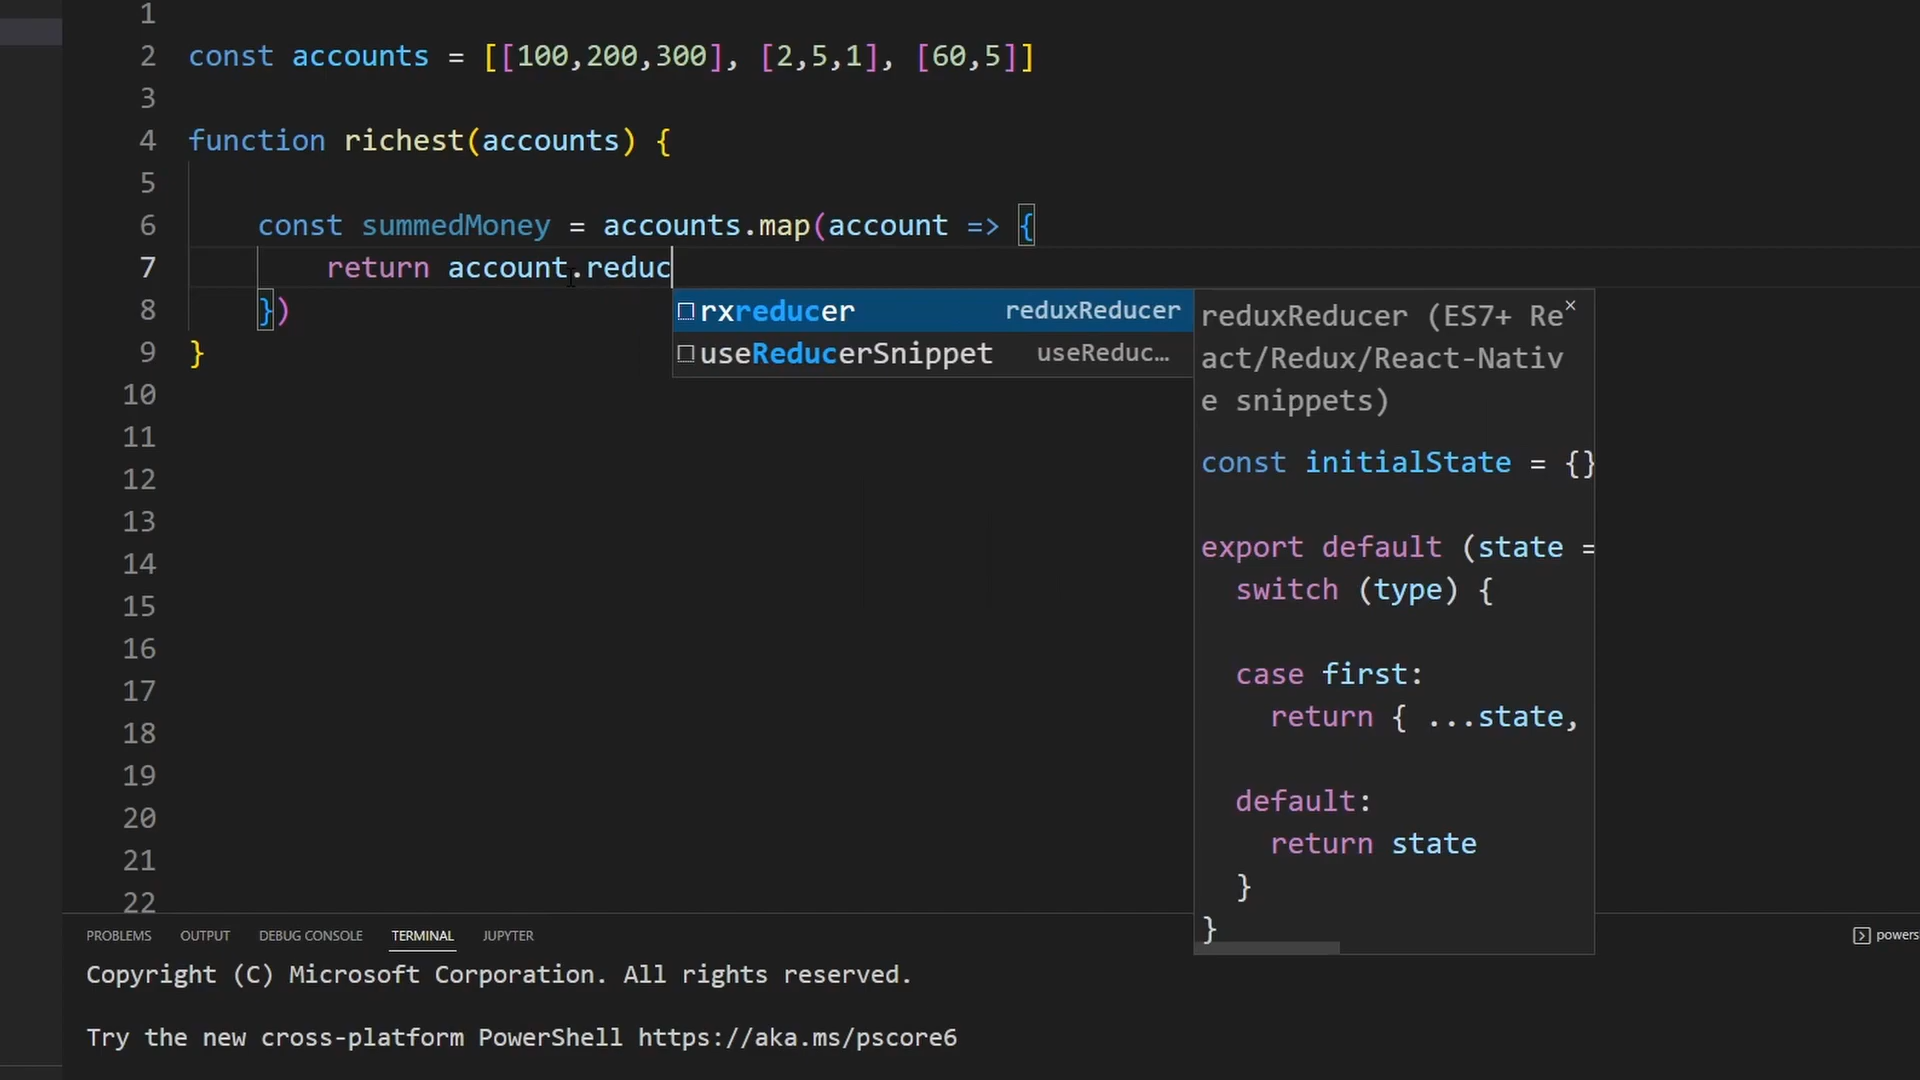 1
2 const accounts = [[100,200,300], [2,5,1], [60,5]]
3
4 function richest(accounts) {
5
6 const summedMoney = accounts.map(account => {
7 return account.reduc
8 })
9 }
10
11
12
13
14
15
16
17
18
19
20
21
22
rxreducer reduxReducer
useReducerSnippet useReduc…
reduxReducer (ES7+ Re
act/Redux/React-Nativ
e snippets)
const initialState = {}
export default (state =
switch (type) {
case first:
return { ...state,
default:
return state
}
}
PROBLEMS OUTPUT DEBUG CONSOLE TERMINAL JUPYTER powers
Copyright (C) Microsoft Corporation. All rights reserved.
Try the new cross-platform PowerShell https://aka.ms/pscore6